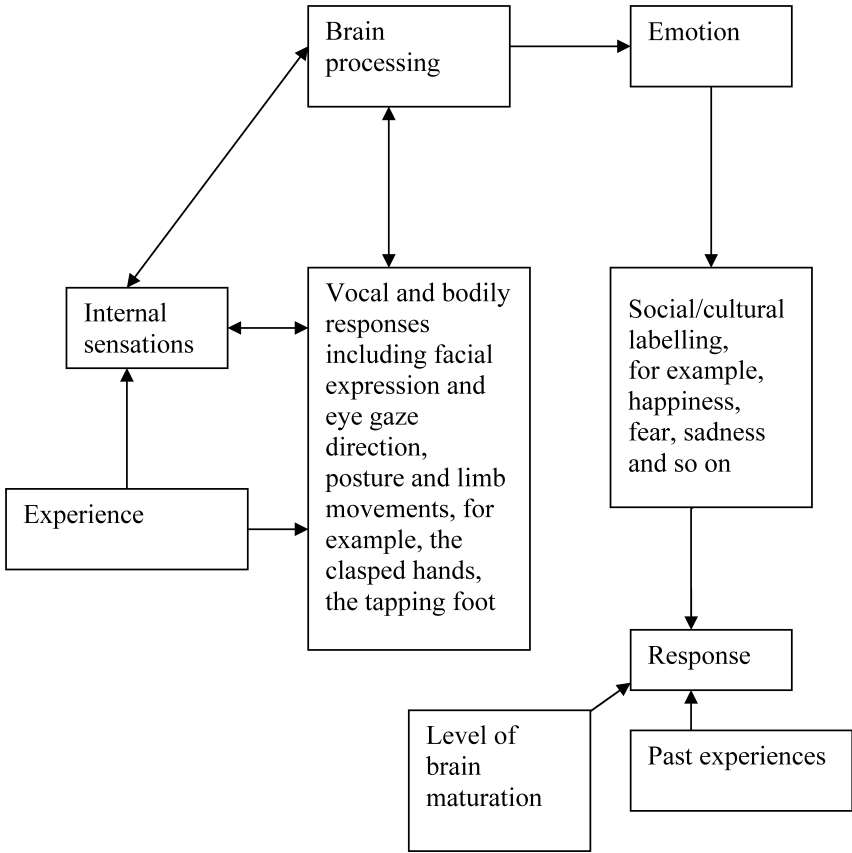 Brain
processing
Emotion
Internal
sensations
Vocal and bodily
responses
including facial
expression and
eye gaze
direction,
posture and limb
movements, for
example, the
clasped hands,
the tapping foot
Social/cultural
labelling,
for example,
happiness,
fear, sadness
and so on
Experience
Response
Level of
brain
maturation
Past experiences